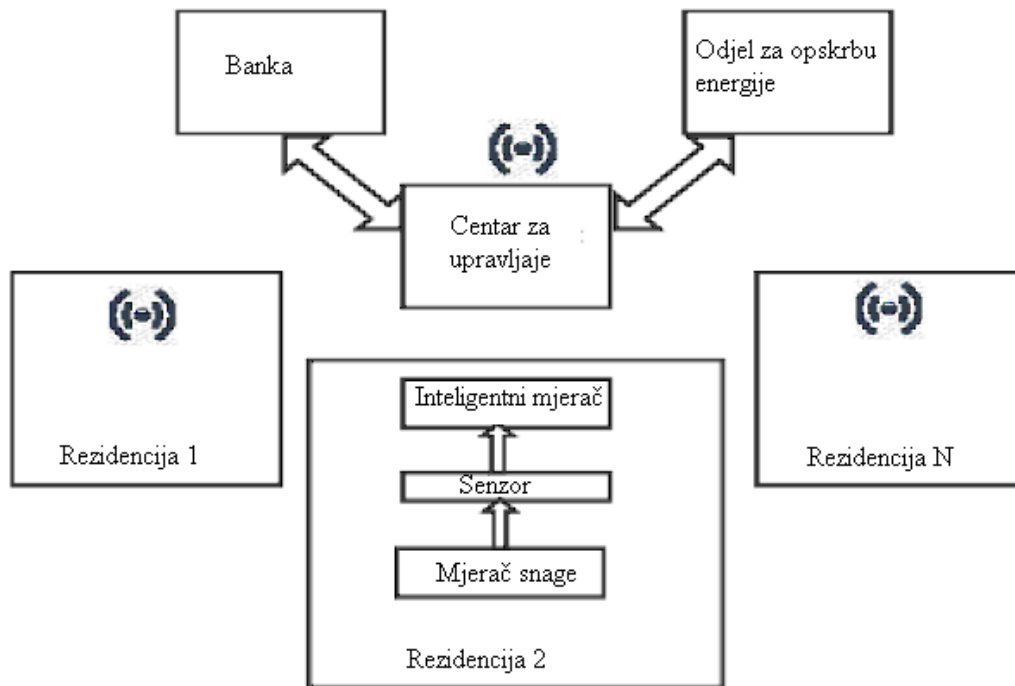 Banka
Odjel za opskrbu
energije
Centar za
upravljaje
Rezidencija 1
Inteligentni mjerač
Senzor
Mjerač snage
Rezidencija 2
Rezidencija N